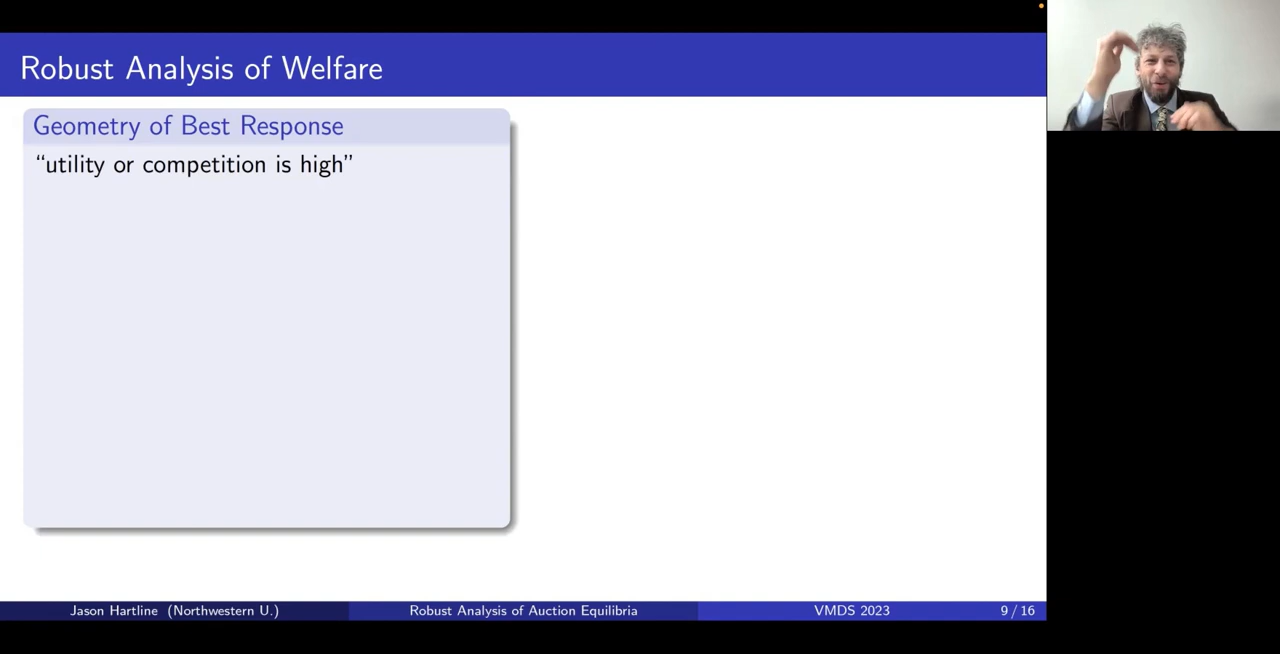 Robust Analysis of Welfare
Geometry of Best Response
“utility or competition is high”
Jason Hartline (Northwestern U.)
Robust Analysis of Auction Equilibria
VMDS 2023
9 / 16